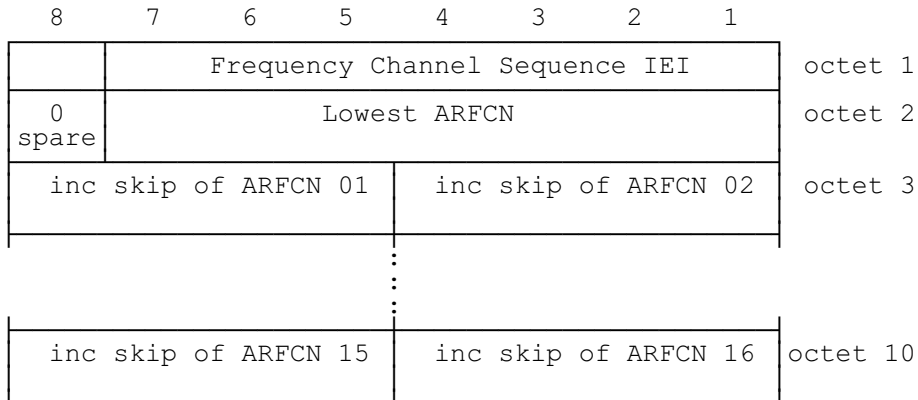 8 7 6 5 4 3 2 1
Frequency Channel Sequence IEI octet 1
0 Lowest ARFCN octet 2
spare
inc skip of ARFCN 01 inc skip of ARFCN 02 octet 3
inc skip of ARFCN 15 inc skip of ARFCN 16 octet 10